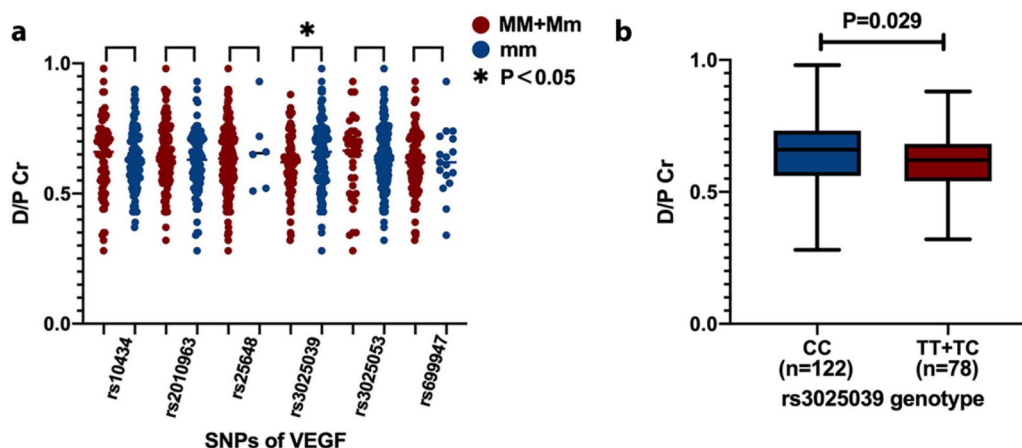 a
MM+Mm
mm
* P<0.05
*
1.0
0.5
0.0
D/P Cr
rs10434
rs2010963
rs25648
rs3025039
rs3025053
rs699947
SNPs of VEGF
b
P=0.029
1.0
0.5
0.0
D/P Cr
CC
(n=122)
TT+TC
(n=78)
rs3025039 genotype